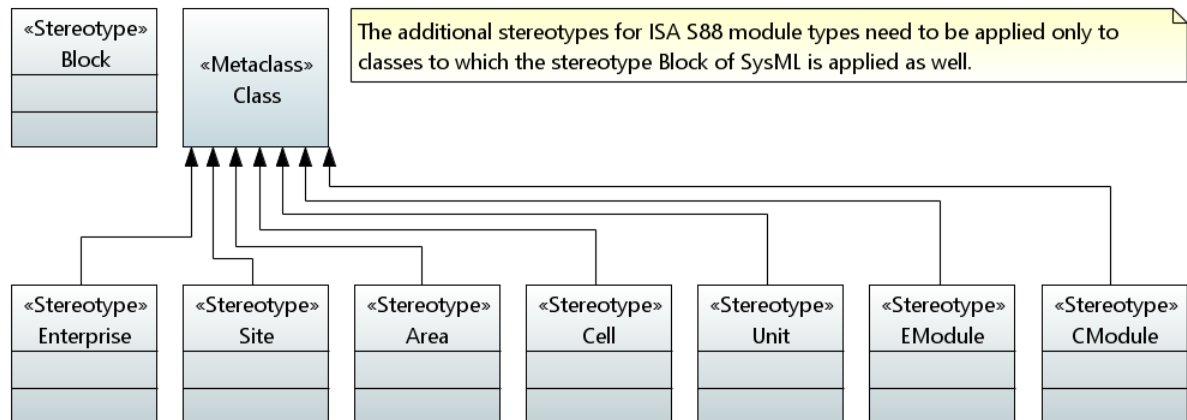 «Stereotype»
Block
«Metaclass»
Class
The additional stereotypes for ISA S88 module types need to be applied only to
classes to which the stereotype Block of SysML is applied as well.
«Stereotype»
Enterprise
«Stereotype»
Site
«Stereotype»
Area
«Stereotype»
Cell
«Stereotype»
Unit
«Stereotype»
EModule
«Stereotype»
CModule